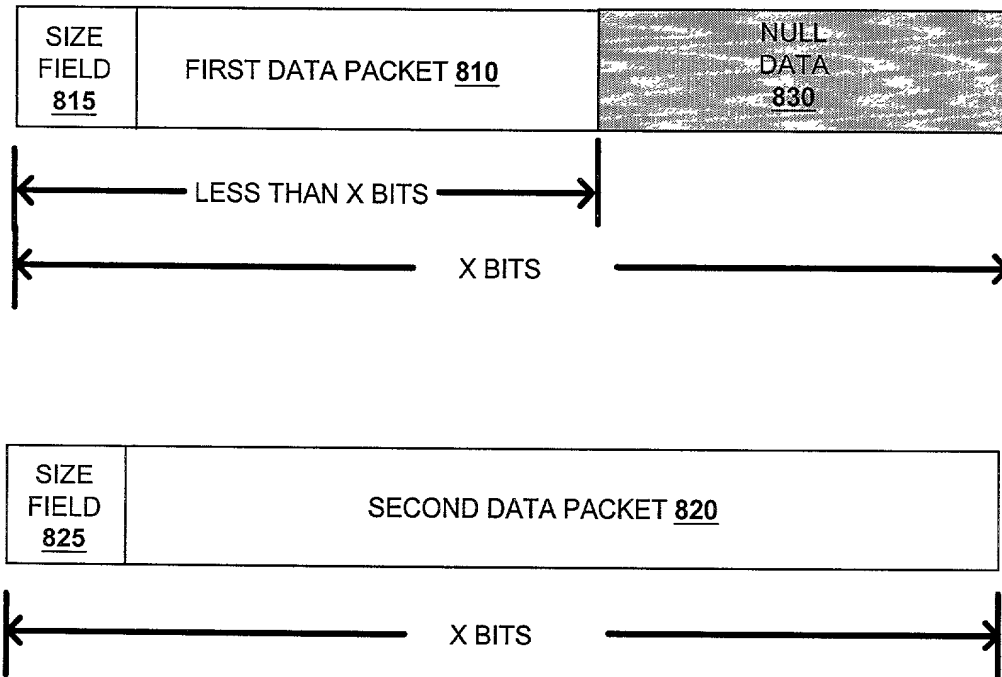 SIZE
FIELD
815
FIRST DATA PACKET 810
NULL
DATA
830
LESS THAN X BITS
X BITS
SIZE
FIELD
825
SECOND DATA PACKET 820
X BITS